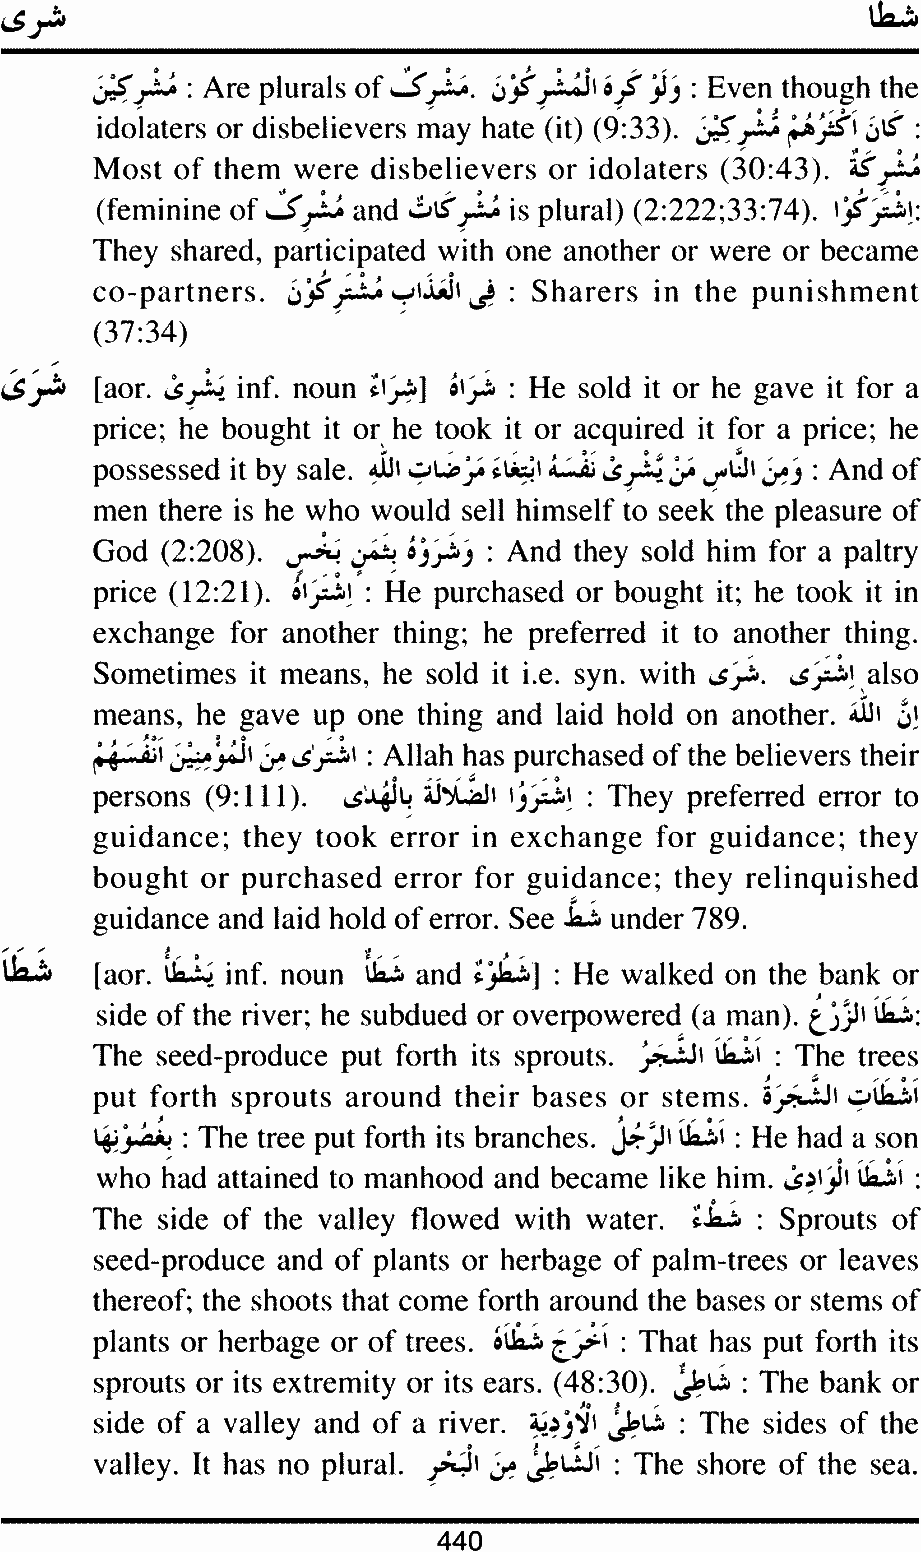 شری شطا
مُشْرِكِيْنَ : Are plurals of مُشْرِكٌ. وَلَوْ كَرِهَ الْمُشْرِكُوْنَ : Even though the
idolaters or disbelievers may hate (it) (9:33). كَانَ اَكْثَرُهُمْ مُّشْرِكِيْنَ :
Most of them were disbelievers or idolaters (30:43). مُشْرِكَةٌ
(feminine of مُشْرِكٌ and مُشْرِكَاتٌ is plural) (2:222;33:74). اِشْتَرَكُوْا:
They shared, participated with one another or were or became
co-partners. فِى الْعَذَابِ مُشْتَرِكُوْنَ : Sharers in the punishment
(37:34)
شَرَىَ [aor. يَشْرِىْ inf. noun شِرَاءٌ] شَرَاهُ : He sold it or he gave it for a
price; he bought it or he took it or acquired it for a price; he
possessed it by sale. وَمِنَ النَّاسِ مَنْ يَّشْرِىْ نَفْسَهُ ابْتِغَاءَ مَرْضَاتِ اللّٰهِ : And of
men there is he who would sell himself to seek the pleasure of
God (2:208). وَشَرَوْهُ بِثَمَنٍ بَخْسٍ : And they sold him for a paltry
price (12:21). اِشْتَرَاهُ : He purchased or bought it; he took it in
exchange for another thing; he preferred it to another thing.
Sometimes it means, he sold it i.e. syn. with شَرٰى. اِشْتَرٰى also
means, he gave up one thing and laid hold on another. اِنَّ اللّٰهَ
اشْتَرٰى مِنَ الْمُؤْمِنِيْنَ اَنْفُسَهُمْ : Allah has purchased of the believers their
persons (9:111). اِشْتَرَوُا الضَّلَالَةَ بِالْهُدٰى : They preferred error to
guidance; they took error in exchange for guidance; they
bought or purchased error for guidance; they relinquished
guidance and laid hold of error. See شَطَّ under 789.
شَطَأَ [aor. يَشْطَأُ inf. noun شَطْأٌ and شُطُوْءٌ] : He walked on the bank or
side of the river; he subdued or overpowered (a man). شَطَأَ الزَّرْعُ:
The seed-produce put forth its sprouts. اَشْطَأَ الشَّجَرُ : The trees
put forth sprouts around their bases or stems. اَشْطَأَتِ الشَّجَرَةُ
بِغُصُوْنِهَا : The tree put forth its branches. اَشْطَأَ الرَّجُلُ : He had a son
who had attained to manhood and became like him. اَشْطَأَ الْوَادِىْ :
The side of the valley flowed with water. شَطْءٌ : Sprouts of
seed-produce and of plants or herbage of palm-trees or leaves
thereof; the shoots that come forth around the bases or stems of
plants or herbage or of trees. اَخْرَجَ شَطْأَهُ : That has put forth its
sprouts or its extremity or its ears. (48:30). شَاطِئٌ : The bank or
side of a valley and of a river. شَاطِئُ الْاَوْدِيَةِ : The sides of the
valley. It has no plural. اَلشَّاطِئُ مِنَ الْبَحْرِ : The shore of the sea.
440